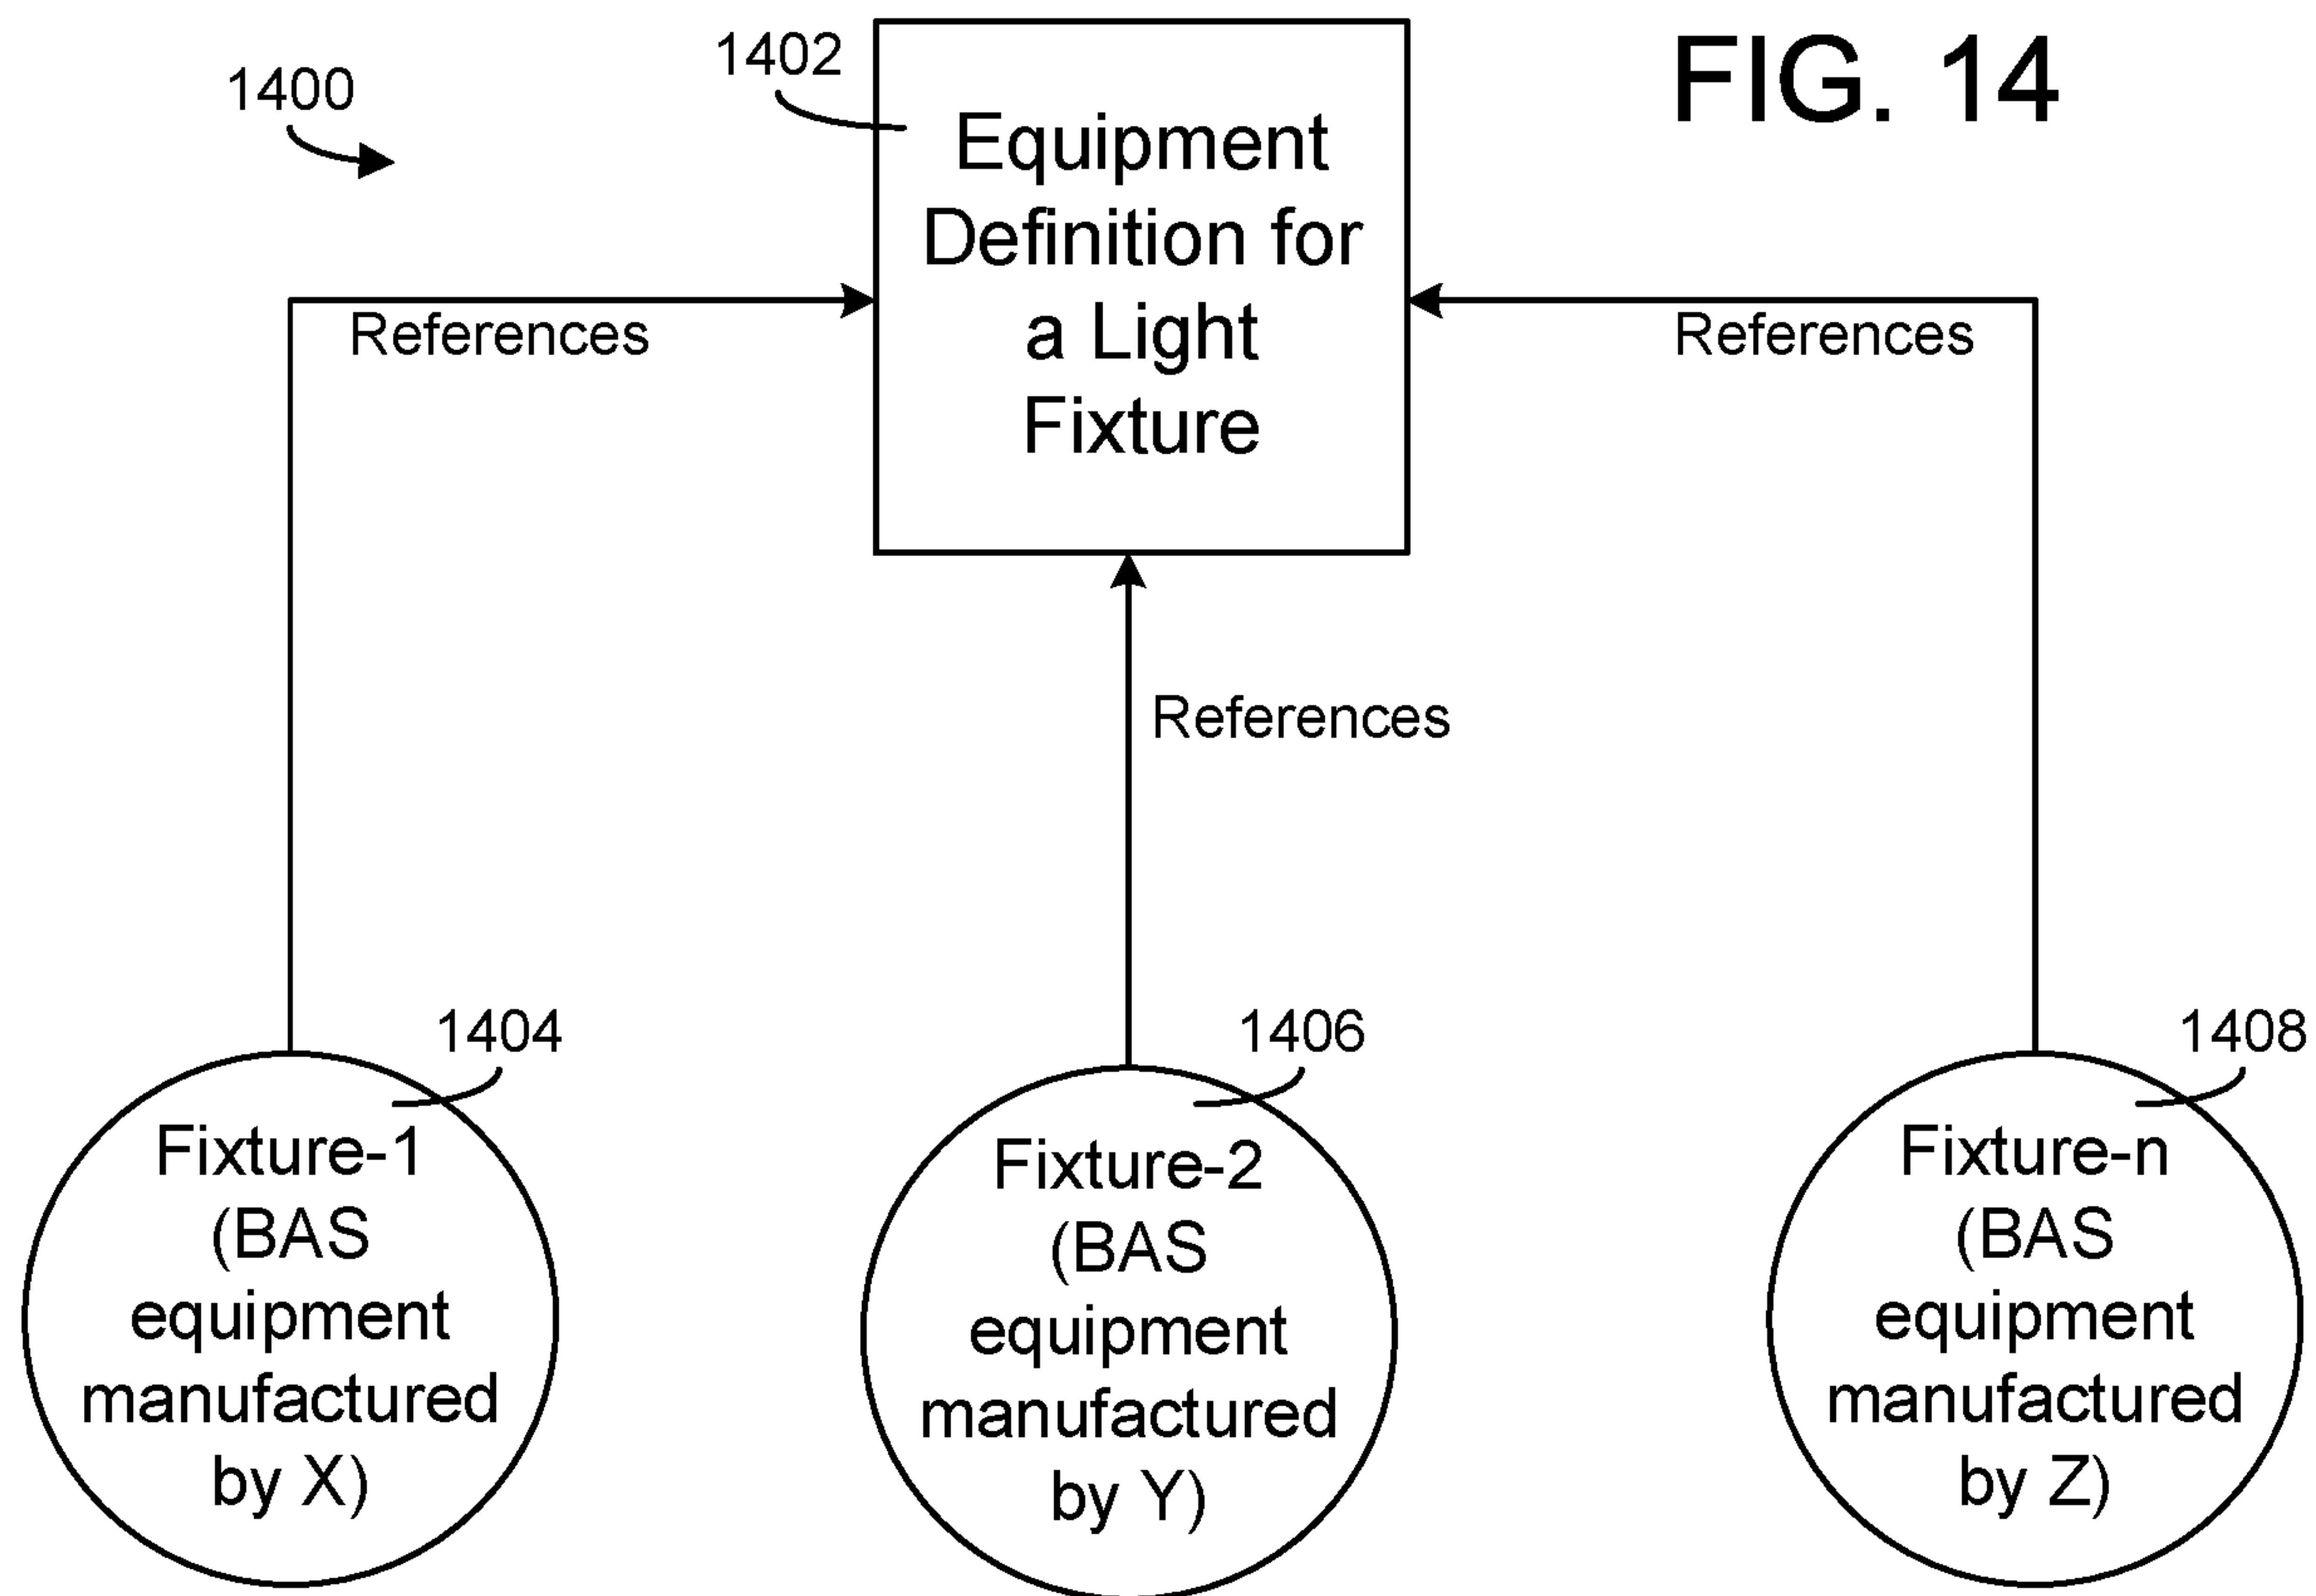 FIG. 14
1400
1402
Equipment
Definition for
a Light
Fixture
References
References
References
1404
Fixture-1
(BAS
equipment
manufactured
by X)
1406
Fixture-2
(BAS
equipment
manufactured
by Y)
1408
Fixture-n
(BAS
equipment
manufactured
by Z)